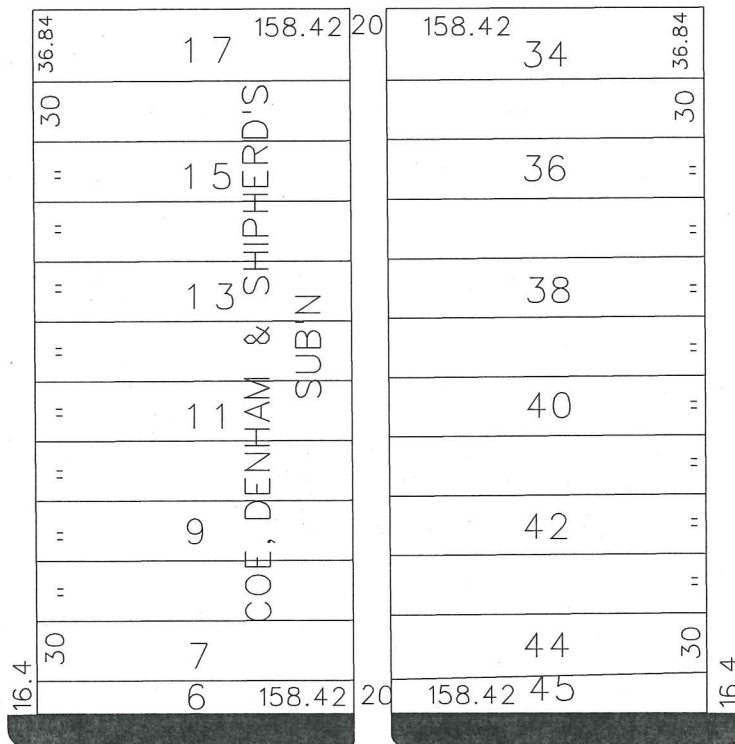 158.42 20 158.42
36.84 17 34 36.84
30 30
" 15 36 "
" "
" 13 38 "
" "
" 11 40 "
" "
" 9 42 "
" "
30 7 44 30
16.4 6 158.42 20 158.42 45 16.4
COE, DENHAM & SHIPHERD'S
SUB'N